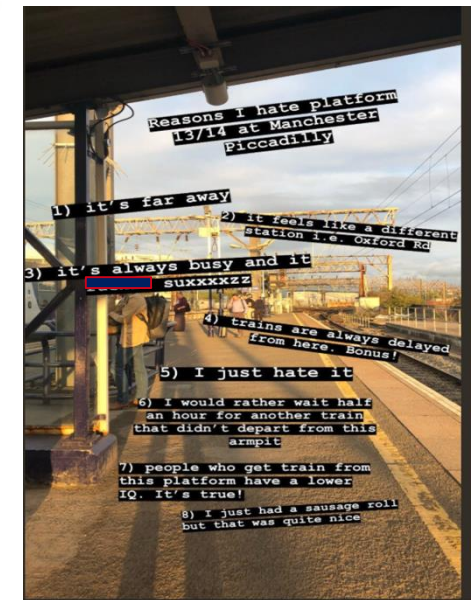 Reasons I hate platform
13/14 at Manchester
Piccadilly
1) it's far away
2) it feels like a different
station i.e. Oxford Rd
3) it's always busy and it
suxxxxzz
4) trains are always delayed
from here. Bonus!
5) I just hate it
6) I would rather wait half
an hour for another train
that didn't depart from this
armpit
7) people who get train from
this platform have a lower
IQ. It's true!
8) I just had a sausage roll
but that was quite nice